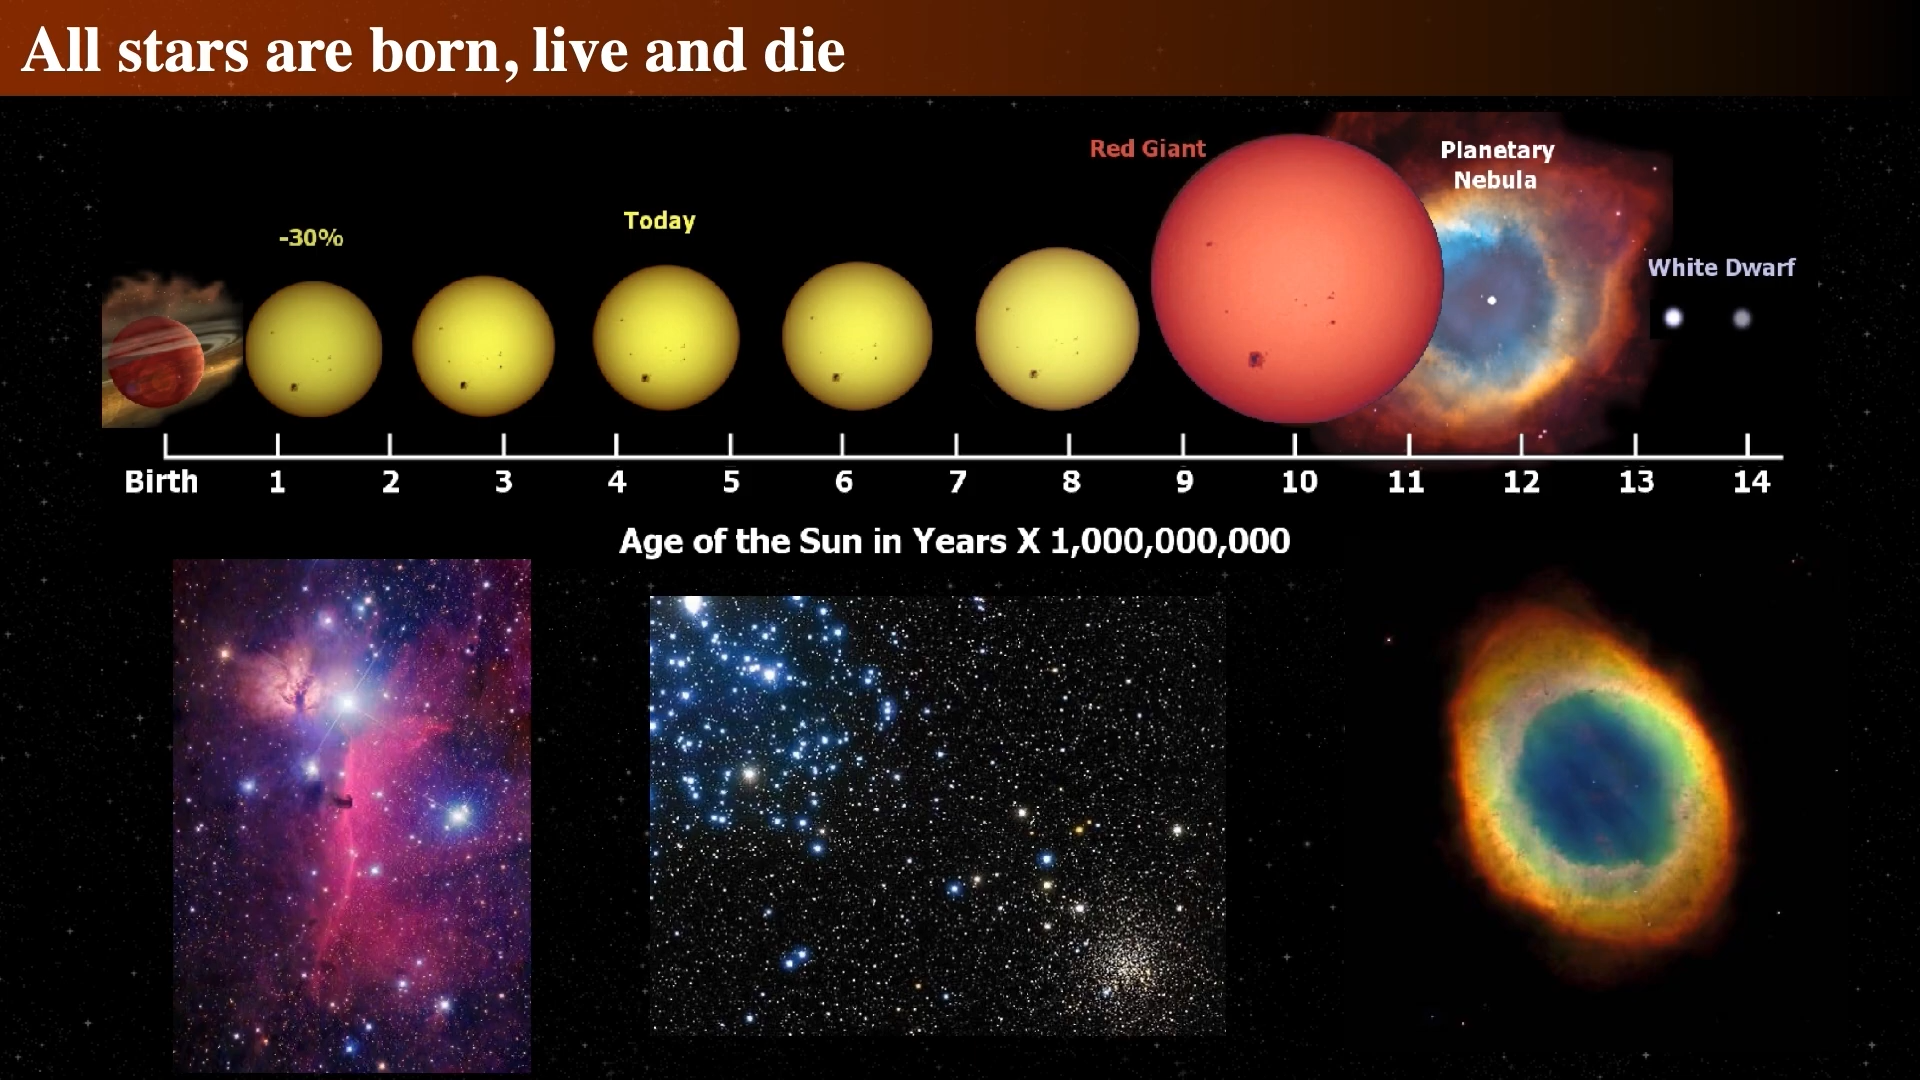 All stars are born, live and die
Red Giant
Planetary
Nebula
Today
-30%
White Dwarf
Birth 1 2 3 4 5 6 7 8 9 10 11 12 13 14
Age of the Sun in Years X 1,000,000,000